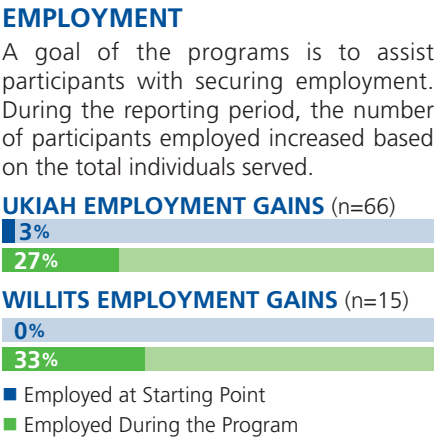 EMPLOYMENT
A goal of the programs is to assist
participants with securing employment.
During the reporting period, the number
of participants employed increased based
on the total individuals served.
UKIAH EMPLOYMENT GAINS (n=66)
3%
27%
WILLITS EMPLOYMENT GAINS (n=15)
0%
33%
Employed at Starting Point
Employed During the Program